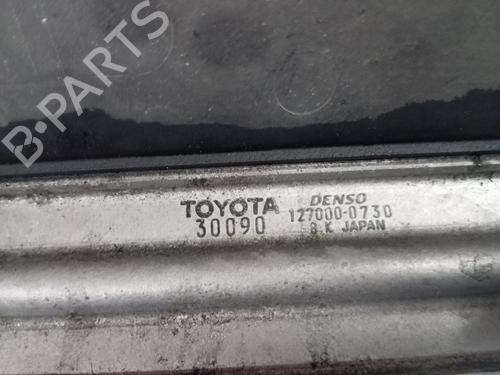 B-PARTS
TOYOTA
30090
DENSO
127000-0730
8 K JAPAN